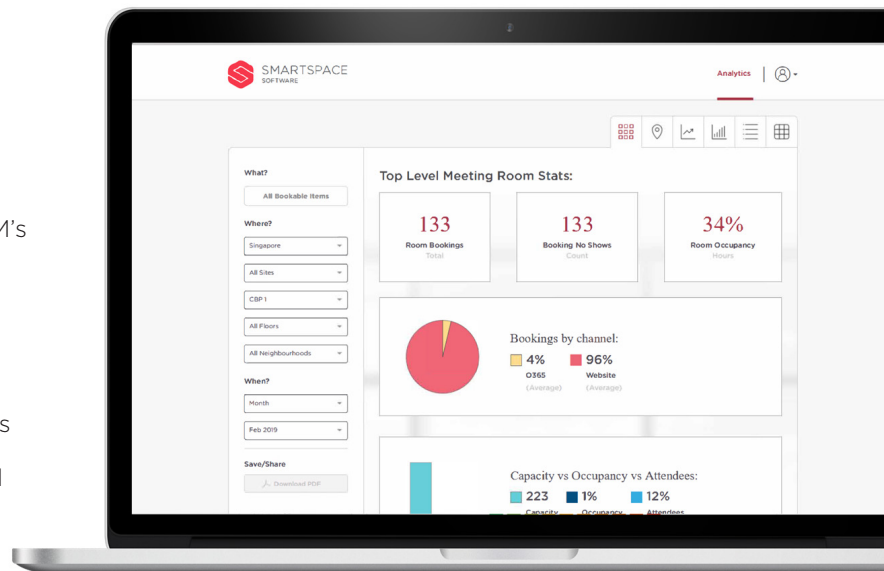 M's
s
SMARTSPACE
SOFTWARE
Analytics
What?
All Bookable Items
Where?
Singapore
All Sites
CBP 1
All Floors
All Neighbourhoods
When?
Month
Feb 2019
Save/Share
Download PDF
Top Level Meeting Room Stats:
133
Room Bookings
Total
133
Booking No Shows
Count
34%
Room Occupancy
Hours
Bookings by channel:
4% 96%
O365 Website
(Average) (Average)
Capacity vs Occupancy vs Attendees:
223 1% 12%
Capacity Occupancy Attendees